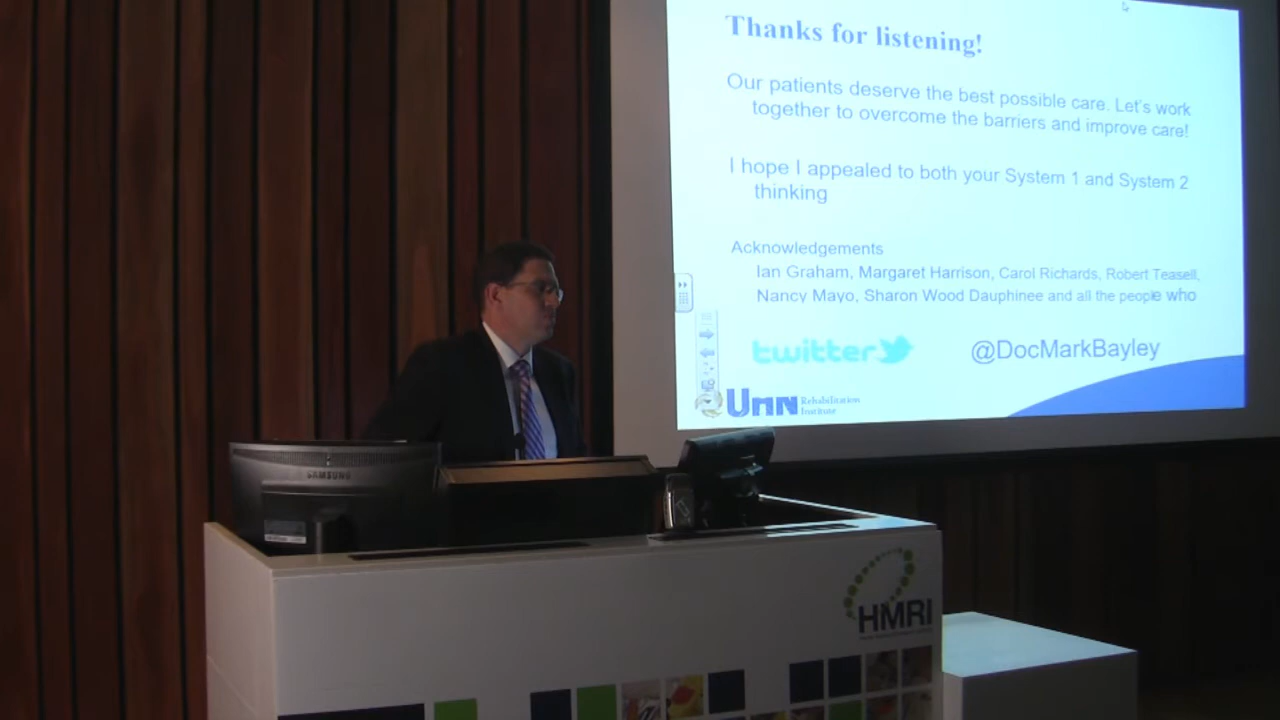 Thanks for listening!
Our patients deserve the best possible care. Let's work
together to overcome the barriers and improve care!
I hope I appealed to both your System 1 and System 2
thinking
Acknowledgements
Ian Graham, Margaret Harrison, Carol Richards, Robert Teasell,
Nancy Mayo, Sharon Wood Dauphinee and all the people who
twitter
@DocMarkBayley
Rehabilitation
Institute
SAMSUNG
HMRI